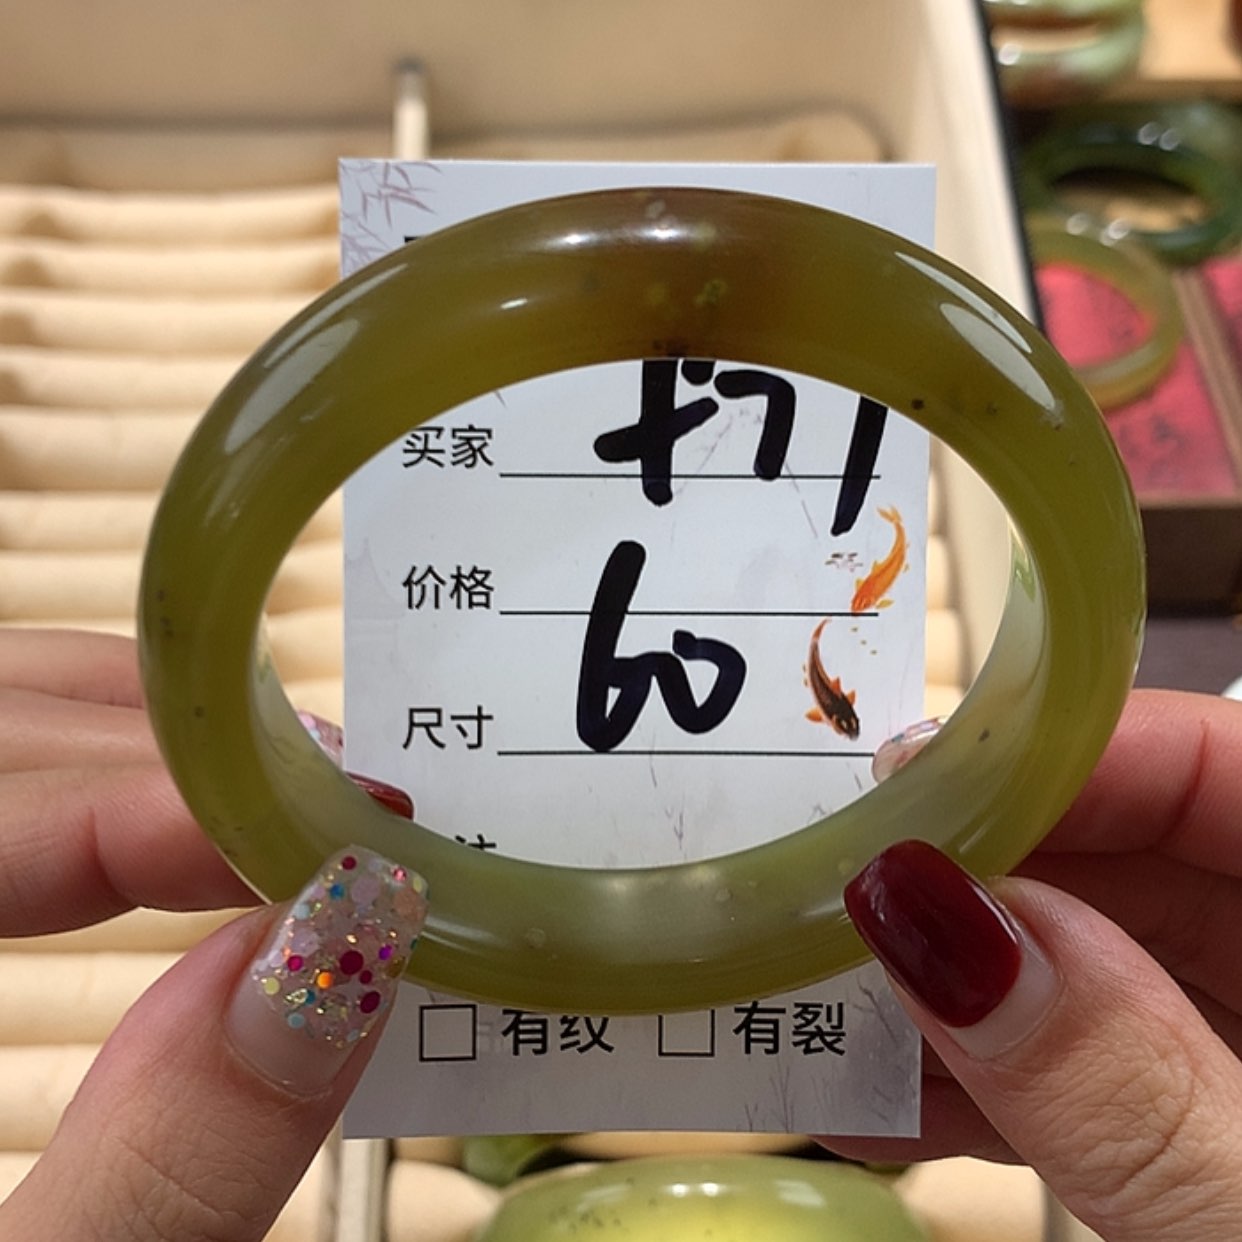 买家
价格
尺寸 60
有纹 有裂